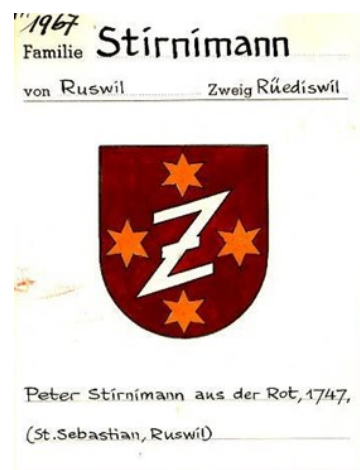 1967
Familie Stirnimann
von Ruswil Zweig Rüediswil
Z
Peter Stirnimann aus der Rot, 1747,
(St. Sebastian, Ruswil)